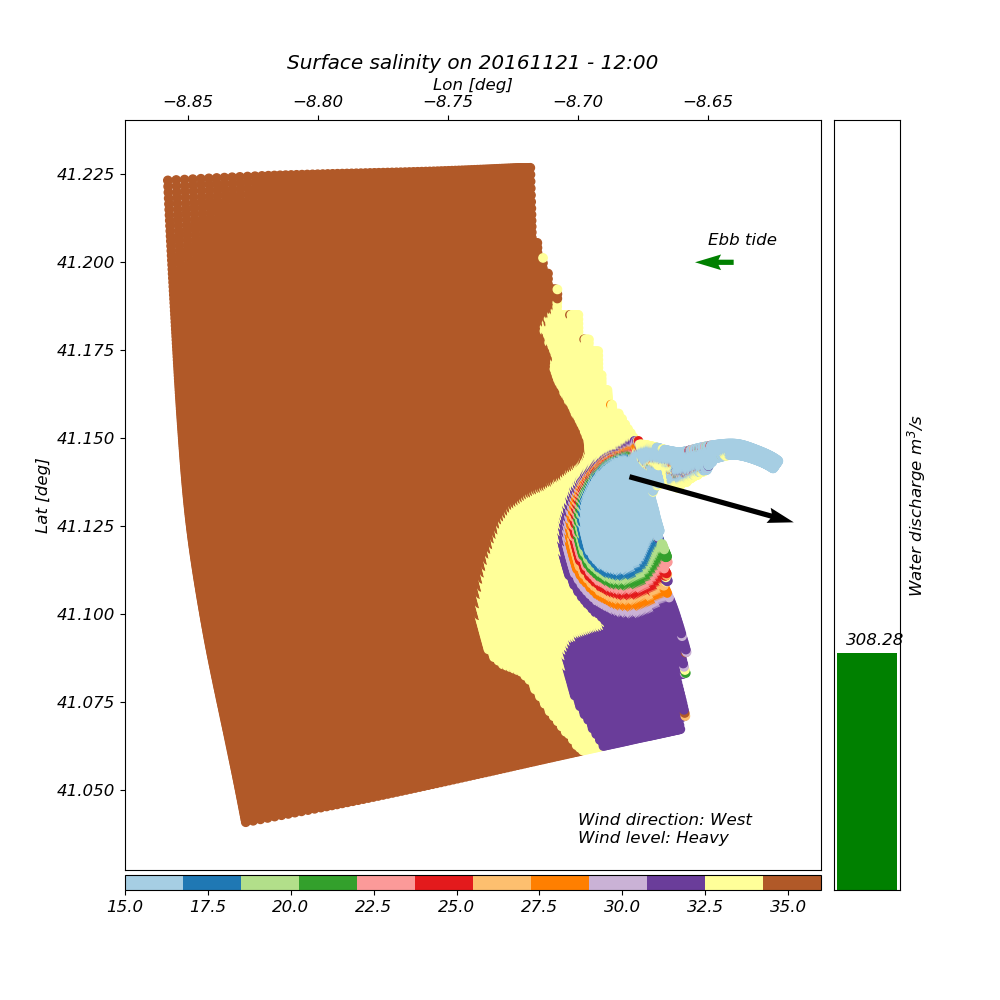 Surface salinity on 20161121 - 12:00
Lon [deg]
−8.85 −8.80 −8.75 −8.70 −8.65
41.225
41.200
41.175
41.150
41.125
41.100
41.075
41.050
Lat [deg]
Ebb tide
Wind direction: West
Wind level: Heavy
308.28
Water discharge m³/s
15.0 17.5 20.0 22.5 25.0 27.5 30.0 32.5 35.0